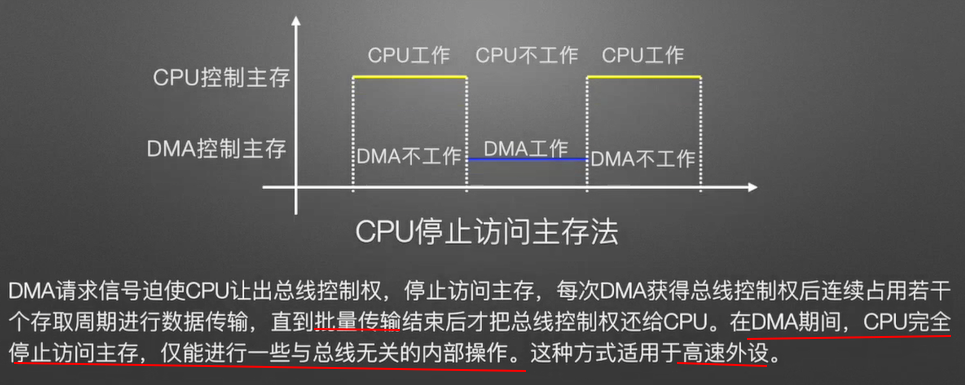 CPU工作 CPU不工作 CPU工作
CPU控制主存
DMA控制主存
DMA不工作 DMA工作 DMA不工作
CPU停止访问主存法
DMA请求信号迫使CPU让出总线控制权，停止访问主存，每次DMA获得总线控制权后连续占用若干
个存取周期进行数据传输，直到批量传输结束后才把总线控制权还给CPU。在DMA期间，CPU完全
停止访问主存，仅能进行一些与总线无关的内部操作。这种方式适用于高速外设。